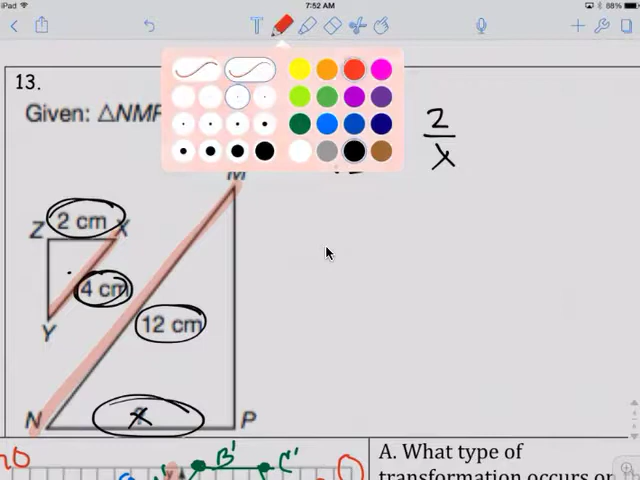 iPad
7:52 AM
88%
T
13.
Given: △NMP
2
X
M
Z
2 cm
X
4 cm
Y
12 cm
N
x
P
B'
C'
A. What type of
transformation occurs or